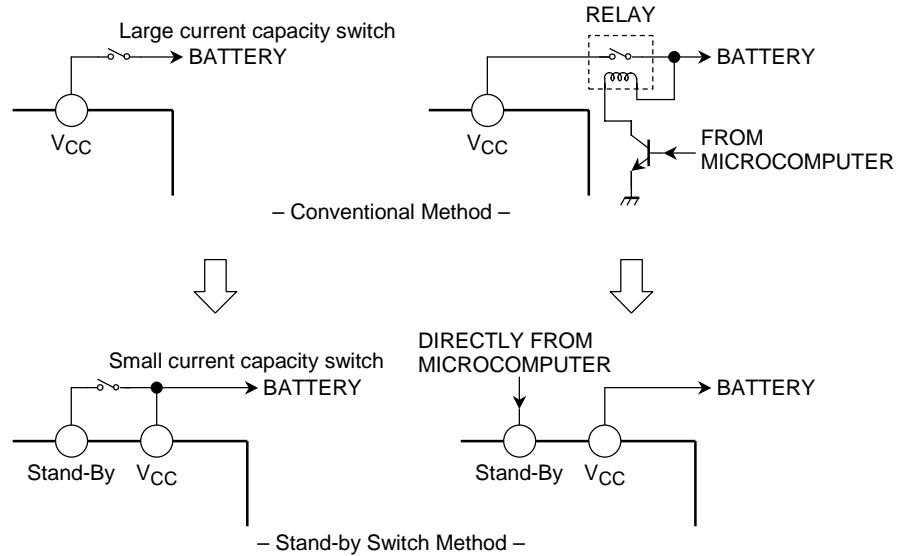 RELAY
Large current capacity switch
BATTERY
BATTERY
VCC
VCC
FROM
MICROCOMPUTER
– Conventional Method –
DIRECTLY FROM
MICROCOMPUTER
Small current capacity switch
BATTERY
BATTERY
Stand-By
VCC
Stand-By
VCC
– Stand-by Switch Method –